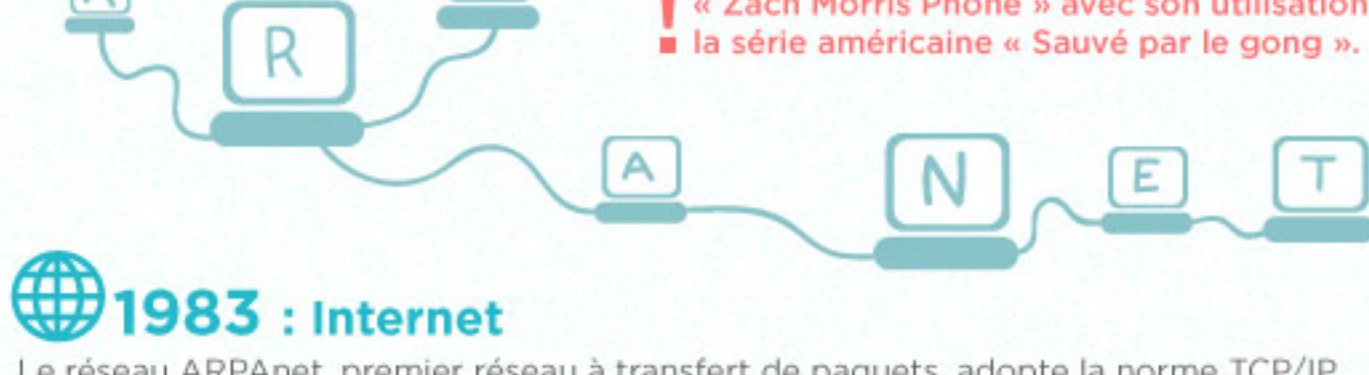 « Zach Morris Phone » avec son utilisation
! la série américaine « Sauvé par le gong ».
A
R
A
N
E
T
1983 : Internet
Le réseau ARPAnet, premier réseau à transfert de paquets, adopte la norme TCP/IP